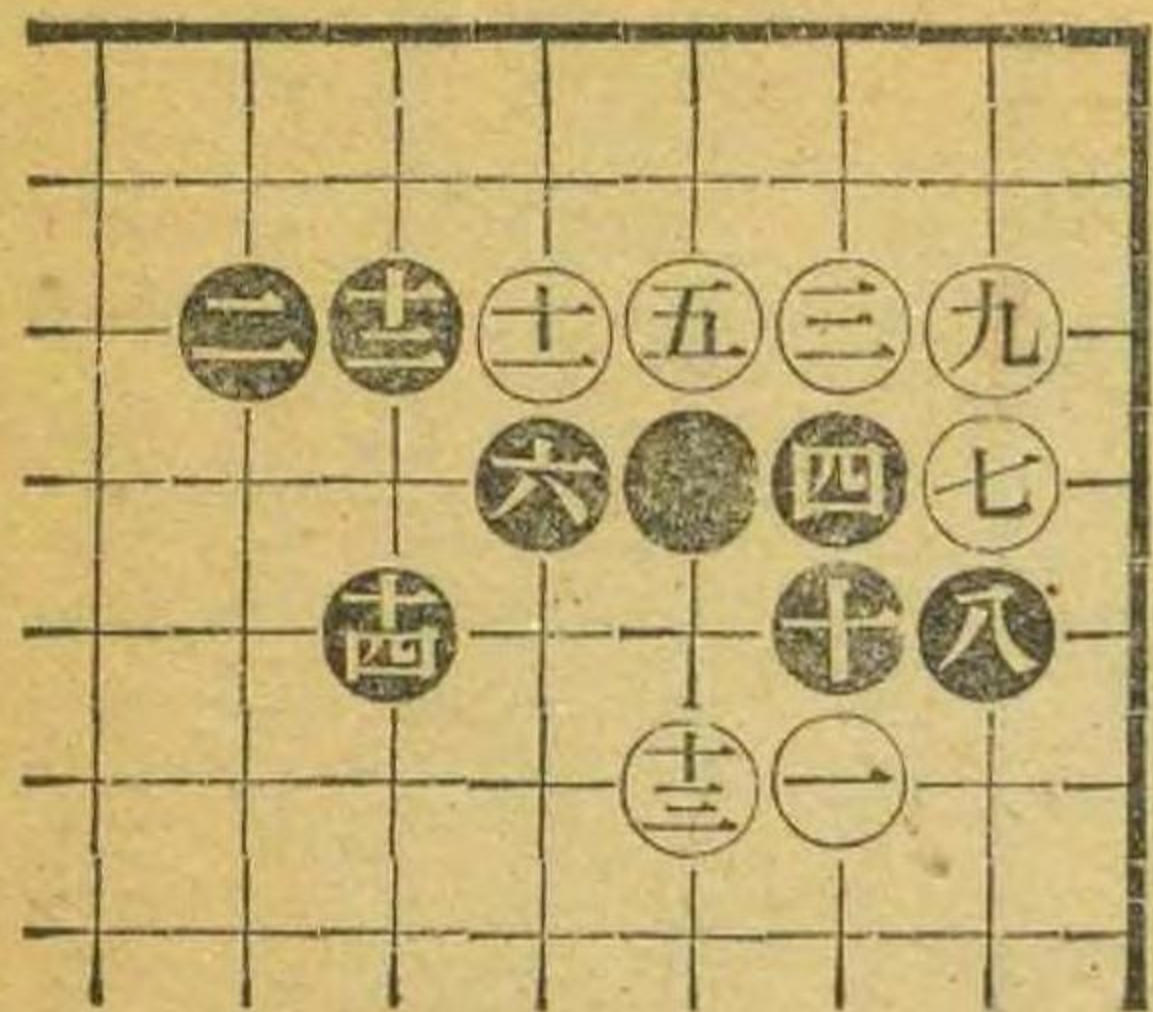 二 十二 十一 五 三 九
六 四 七
十四 十 八
十三 一